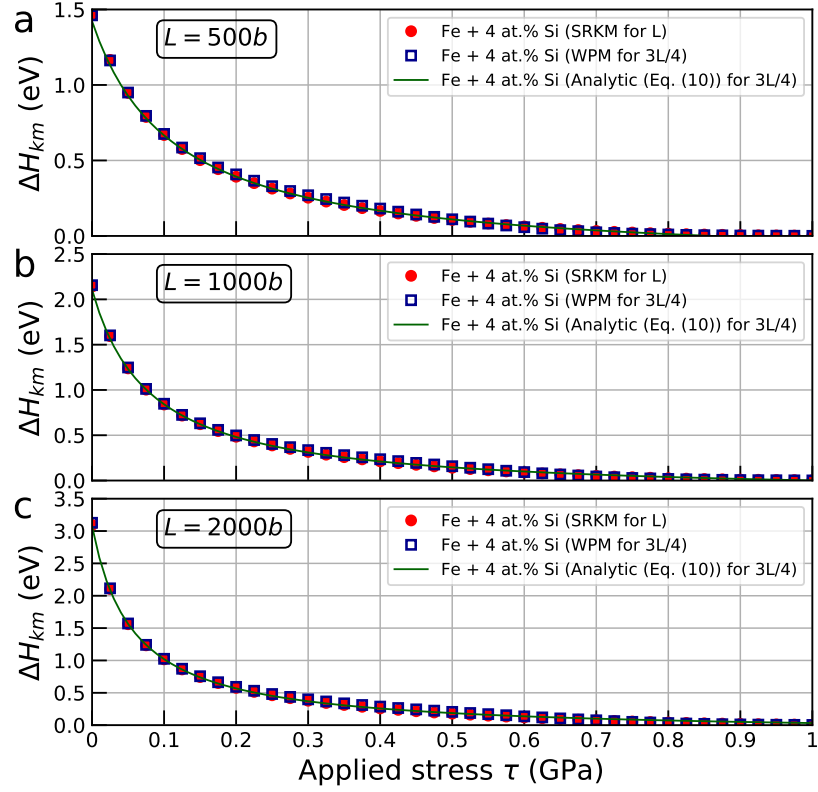 a
1.5
1.0
0.5
0.0
ΔH_km (eV)
L = 500b
Fe + 4 at.% Si (SRKM for L)
Fe + 4 at.% Si (WPM for 3L/4)
Fe + 4 at.% Si (Analytic (Eq. (10)) for 3L/4)
b
2.5
2.0
1.5
1.0
0.5
0.0
ΔH_km (eV)
L = 1000b
Fe + 4 at.% Si (SRKM for L)
Fe + 4 at.% Si (WPM for 3L/4)
Fe + 4 at.% Si (Analytic (Eq. (10)) for 3L/4)
c
3.5
3.0
2.5
2.0
1.5
1.0
0.5
0.0
ΔH_km (eV)
L = 2000b
Fe + 4 at.% Si (SRKM for L)
Fe + 4 at.% Si (WPM for 3L/4)
Fe + 4 at.% Si (Analytic (Eq. (10)) for 3L/4)
0 0.1 0.2 0.3 0.4 0.5 0.6 0.7 0.8 0.9 1
Applied stress τ (GPa)